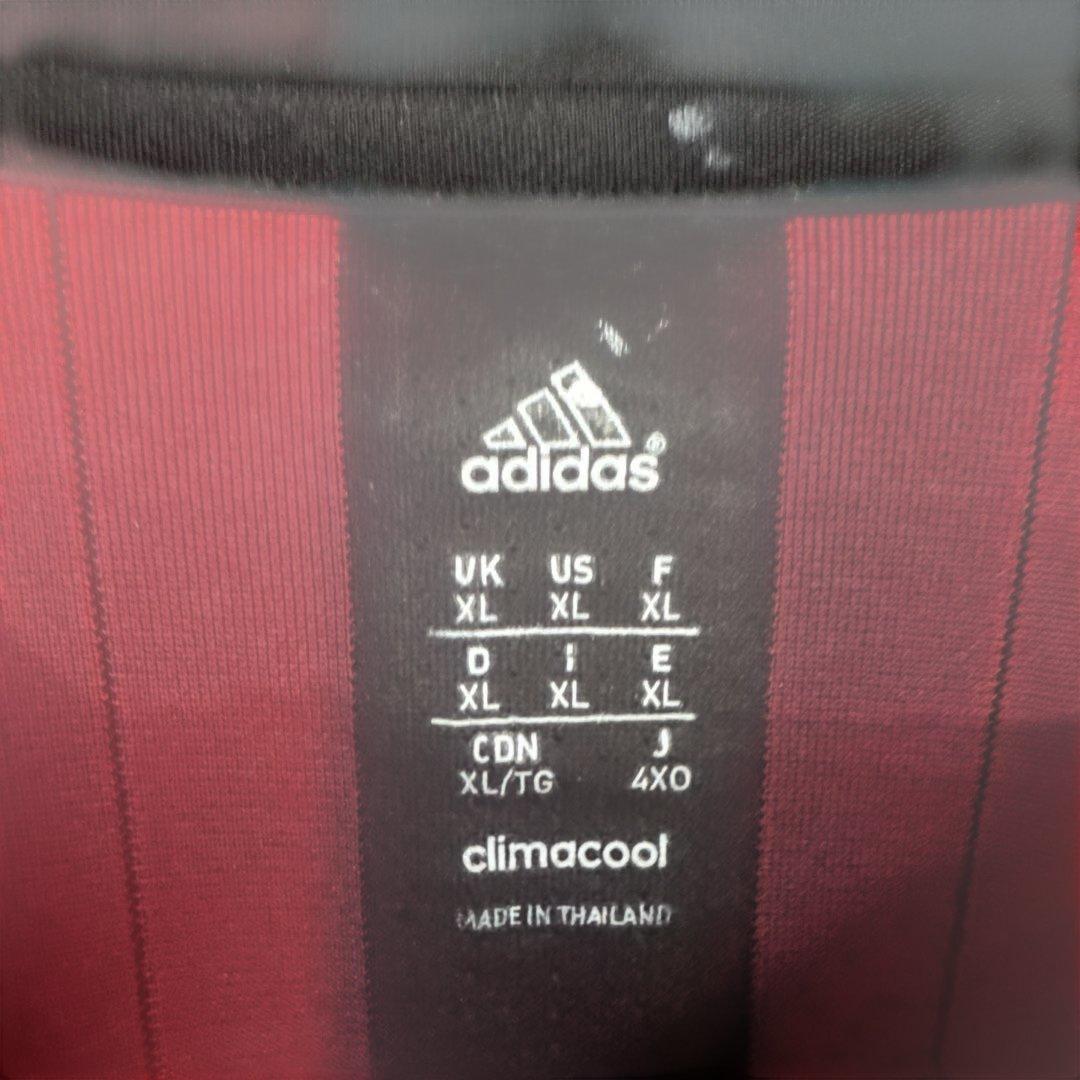 adidas®
UK US F
XL XL XL
D i E
XL XL XL
CDN J
XL/TG 4XO
climacool
MADE IN THAILAND